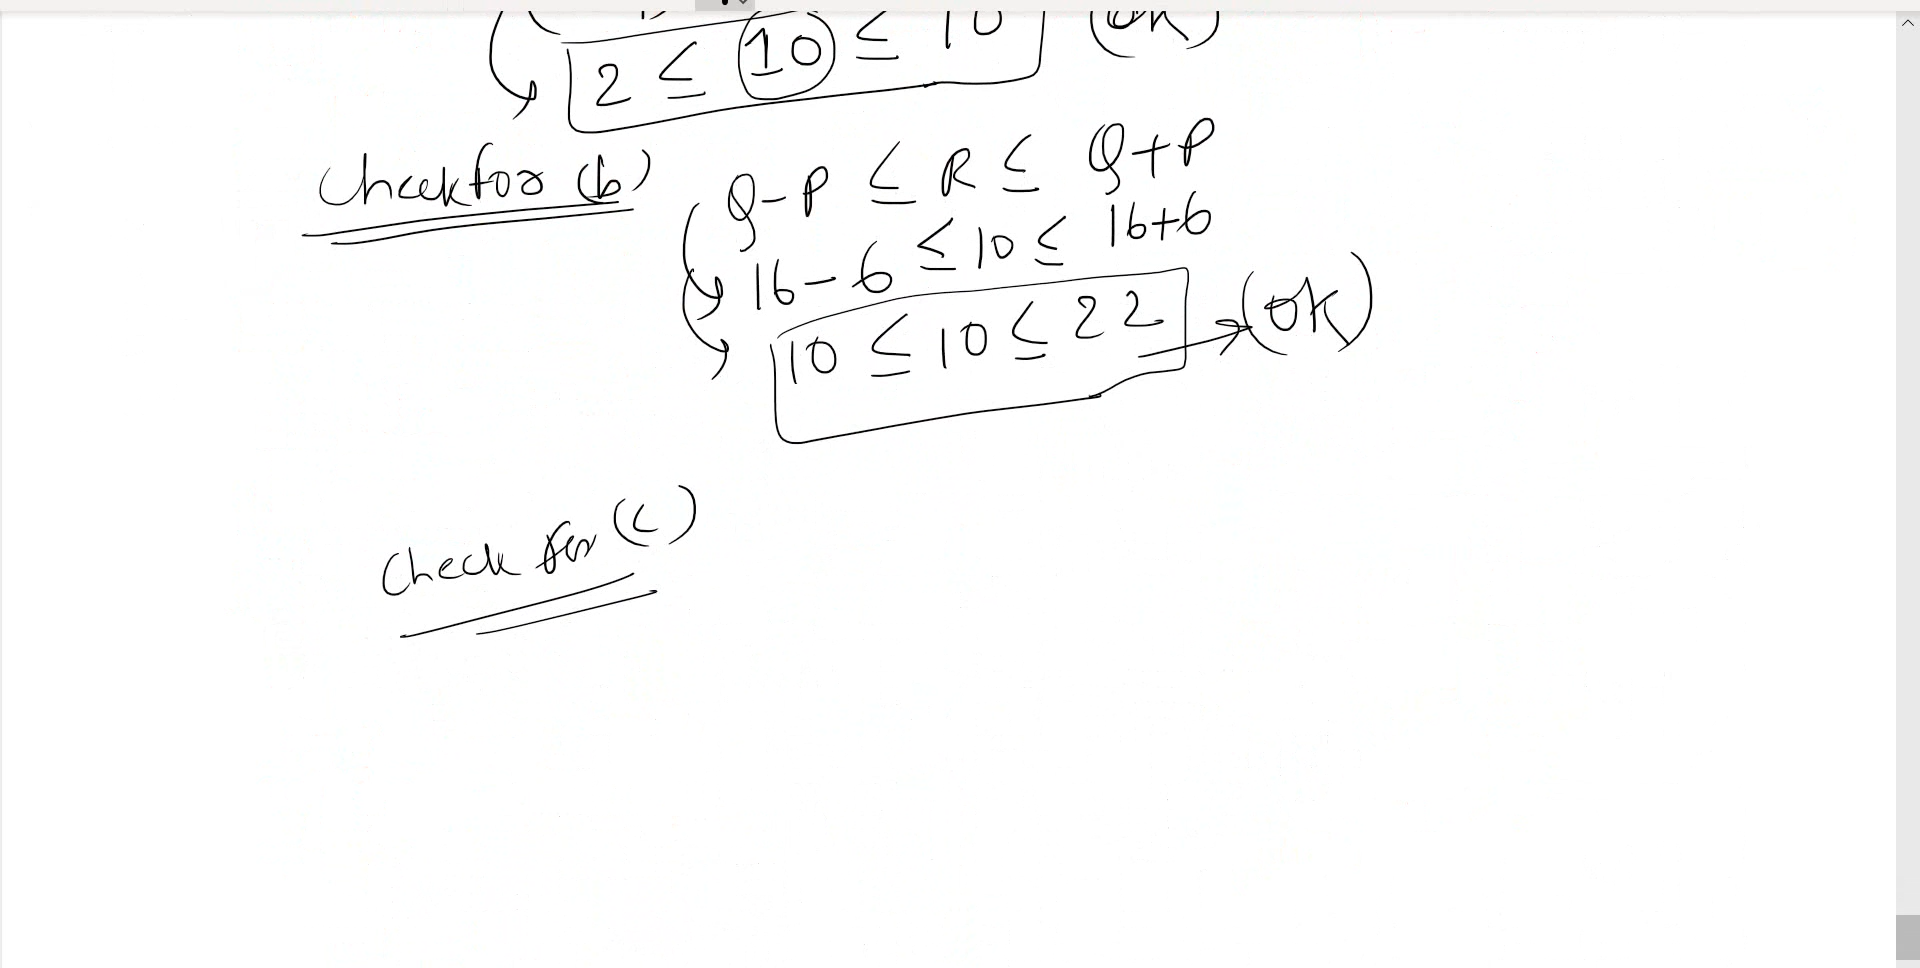 2 ≤ 10 ≤ 10 (OK)
Check for (b)
Q-P ≤ R ≤ Q+P
16-6 ≤ 10 ≤ 16+6
10 ≤ 10 ≤ 22 → (OK)
Check for (c)